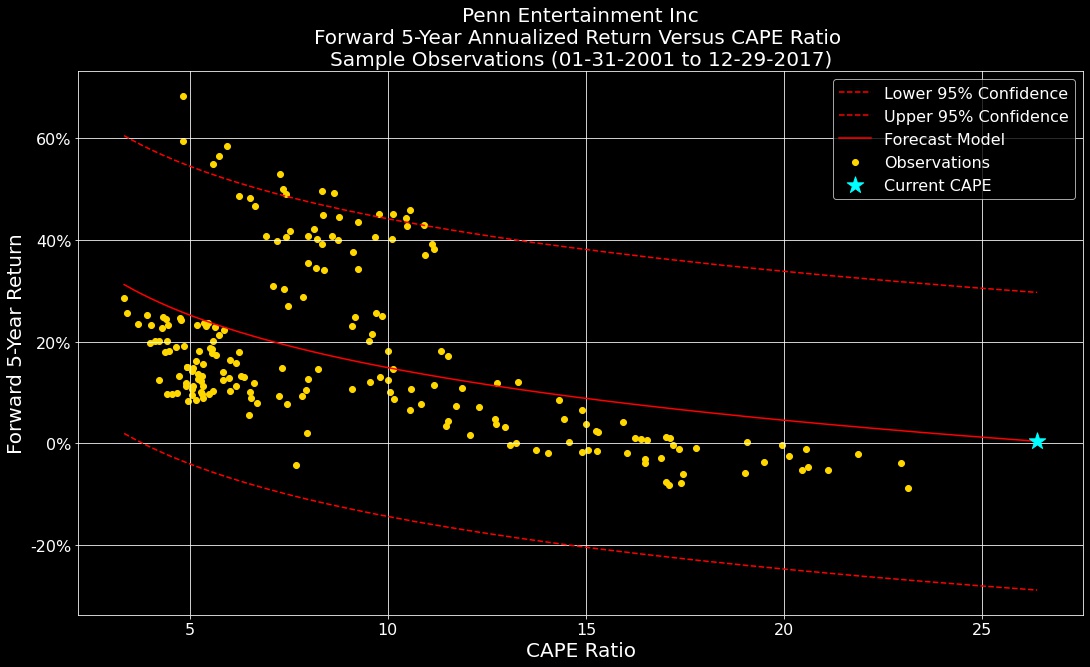 Penn Entertainment Inc
Forward 5-Year Annualized Return Versus CAPE Ratio
Sample Observations (01-31-2001 to 12-29-2017)
Lower 95% Confidence
Upper 95% Confidence
Forecast Model
Observations
Current CAPE
Forward 5-Year Return
60%
40%
20%
0%
-20%
5
10
15
20
25
CAPE Ratio